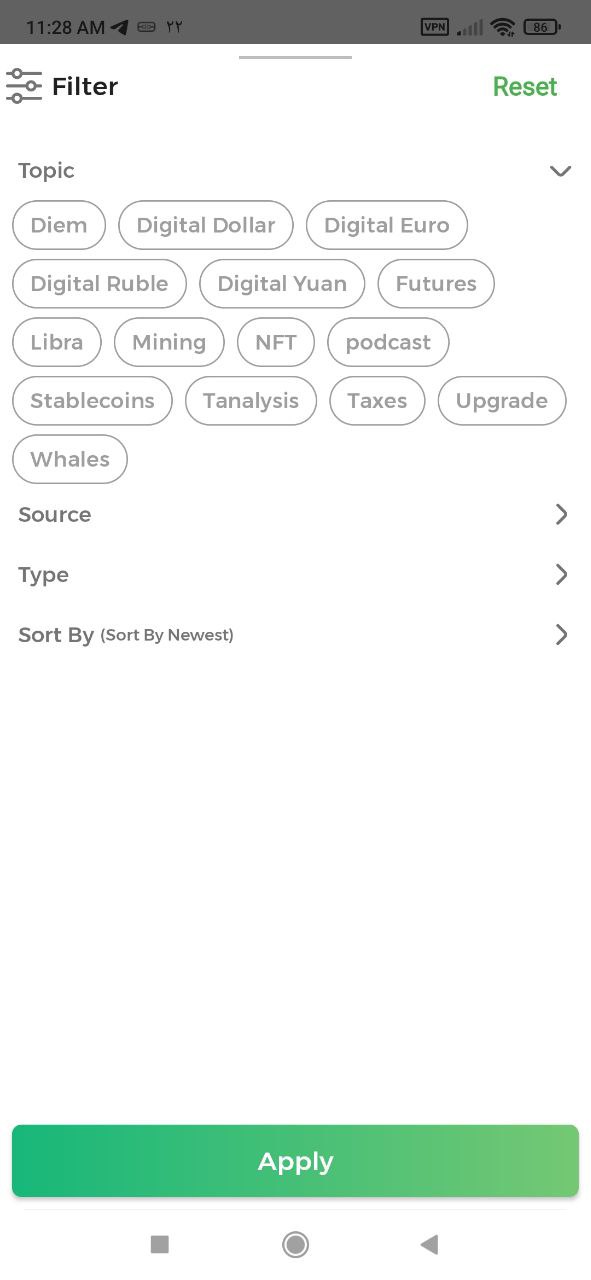 11:28 AM ۲۲ VPN 86
Filter Reset
Topic
Diem Digital Dollar Digital Euro
Digital Ruble Digital Yuan Futures
Libra Mining NFT podcast
Stablecoins Tanalysis Taxes Upgrade
Whales
Source
Type
Sort By (Sort By Newest)
Apply